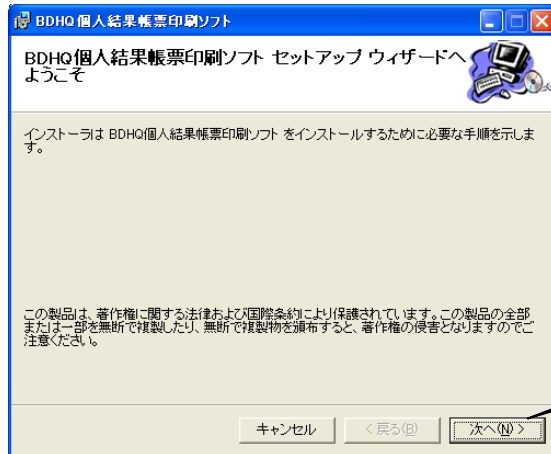 BDHQ個人結果帳票印刷ソフト
BDHQ個人結果帳票印刷ソフト セットアップ ウィザードへ
ようこそ
インストーラは BDHQ個人結果帳票印刷ソフト をインストールするために必要な手順を示しま
す。
この製品は、著作権に関する法律および国際条約により保護されています。この製品の全部
または一部を無断で複製したり、無断で複製物を頒布すると、著作権の侵害となりますのでご
注意ください。
キャンセル < 戻る(B) 次へ(N) >